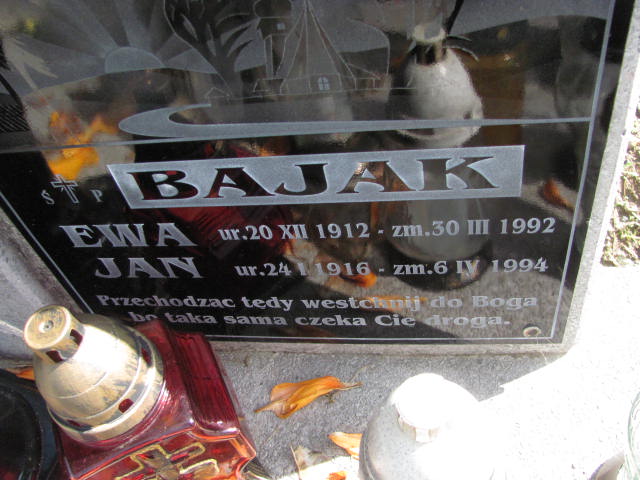 Ś P
BAJAK
EWA ur. 20 XII 1912 - zm. 30 III 1992
JAN ur. 24 I 1916 - zm. 6 IV 1994
Przechodząc tędy westchnij do Boga
bo taka sama czeka Cię droga.